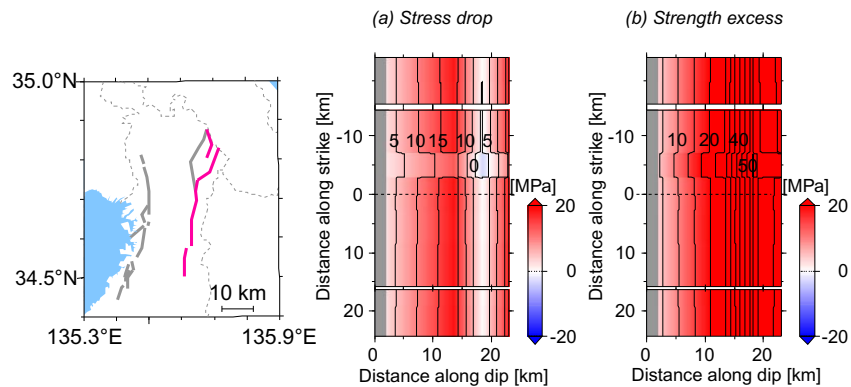 (a) Stress drop
(b) Strength excess
35.0°N
34.5°N
135.3°E
135.9°E
10 km
Distance along strike [km]
-10
0
10
20
5 10 15 10 5
0
0 10 20
Distance along dip [km]
[MPa]
20
0
-20
Distance along strike [km]
-10
0
10
20
10 20 40
50
0 10 20
Distance along dip [km]
[MPa]
20
0
-20